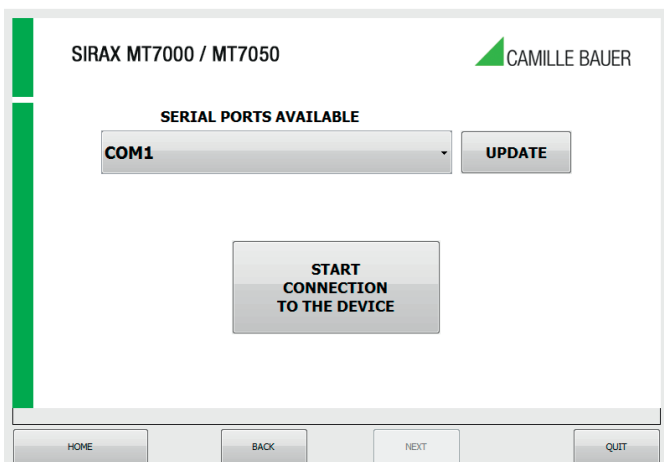 SIRAX MT7000 / MT7050
CAMILLE BAUER
SERIAL PORTS AVAILABLE
COM1
UPDATE
START
CONNECTION
TO THE DEVICE
HOME
BACK
NEXT
QUIT